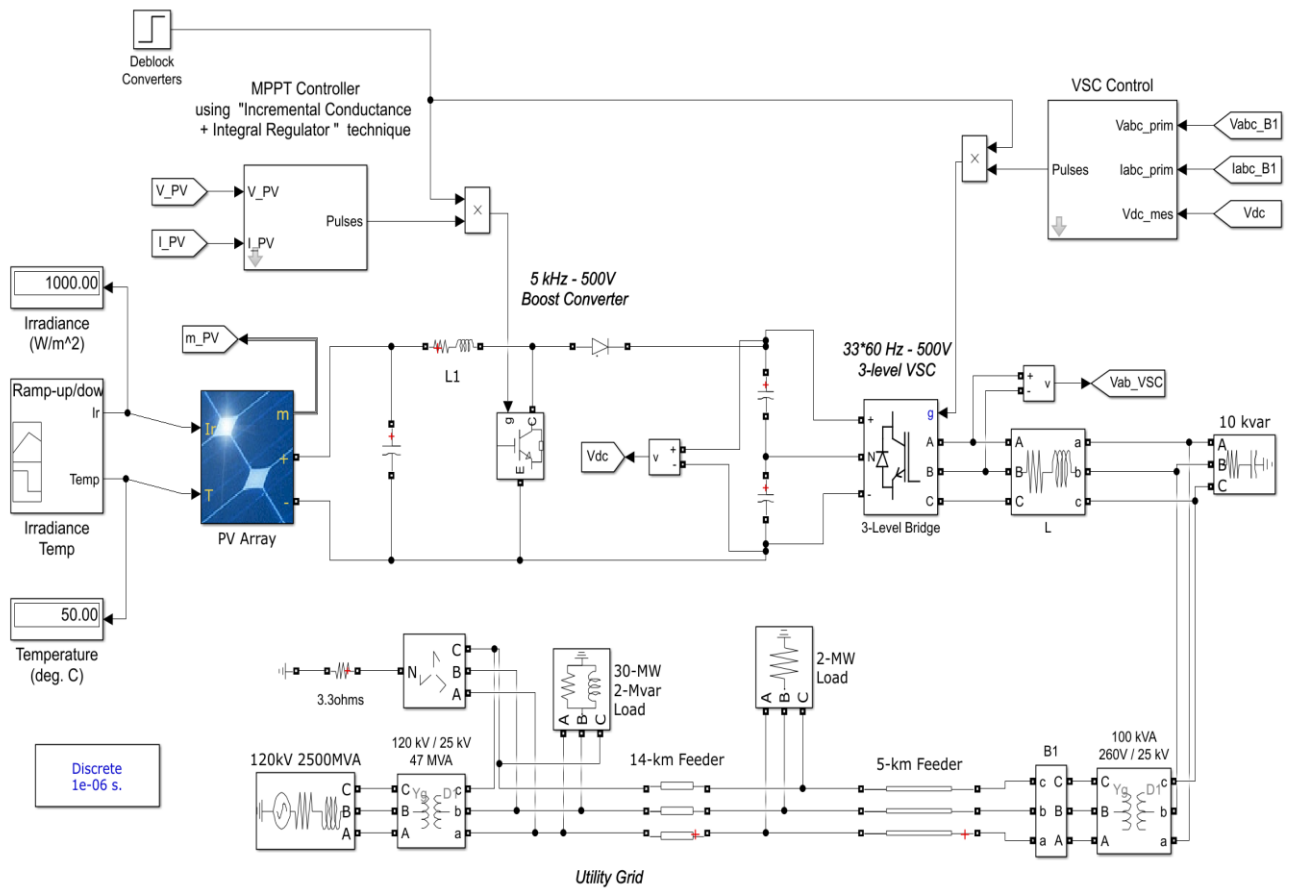 Deblock
Converters
MPPT Controller
using "Incremental Conductance
+ Integral Regulator " technique
V_PV
I_PV
V_PV
I_PV
Pulses
x
VSC Control
Vabc_prim
Iabc_prim
Vdc_mes
Pulses
Vabc_B1
Iabc_B1
Vdc
x
1000.00
Irradiance
(W/m^2)
m_PV
Ramp-up/dow
Ir
Temp
Irradiance
Temp
50.00
Temperature
(deg. C)
Ir
T
m
+
-
PV Array
L1
5 kHz - 500V
Boost Converter
g
C
E
Vdc
v
+
-
33*60 Hz - 500V
3-level VSC
g
+
N
-
A
B
C
3-Level Bridge
+
-
v
Vab_VSC
A
B
C
a
b
c
L
10 kvar
A
B
C
3.3ohms
N
C
B
A
30-MW
2-Mvar
Load
A
B
C
2-MW
Load
A
B
C
Discrete
1e-06 s.
120kV 2500MVA
C
B
A
120 kV / 25 kV
47 MVA
C
B
A
Yg
D1
c
b
a
14-km Feeder
5-km Feeder
B1
c
b
a
C
B
A
100 kVA
260V / 25 kV
C
B
A
Yg
D1
c
b
a
Utility Grid